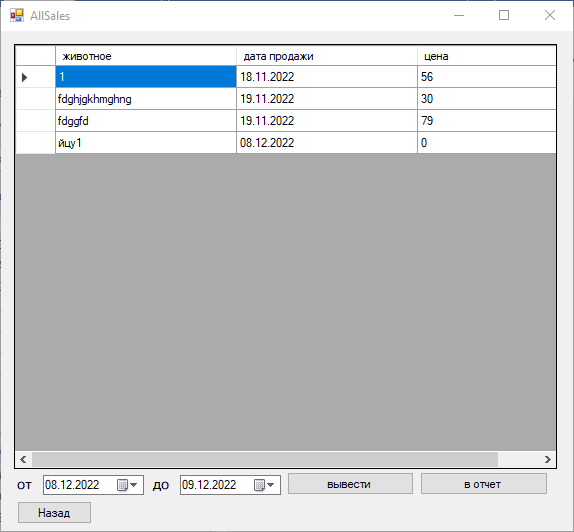 AllSales
животное дата продажи цена
1 18.11.2022 56
fdghjgkhmghng 19.11.2022 30
fdggfd 19.11.2022 79
йцу1 08.12.2022 0
от 08.12.2022 до 09.12.2022 вывести в отчет
Назад